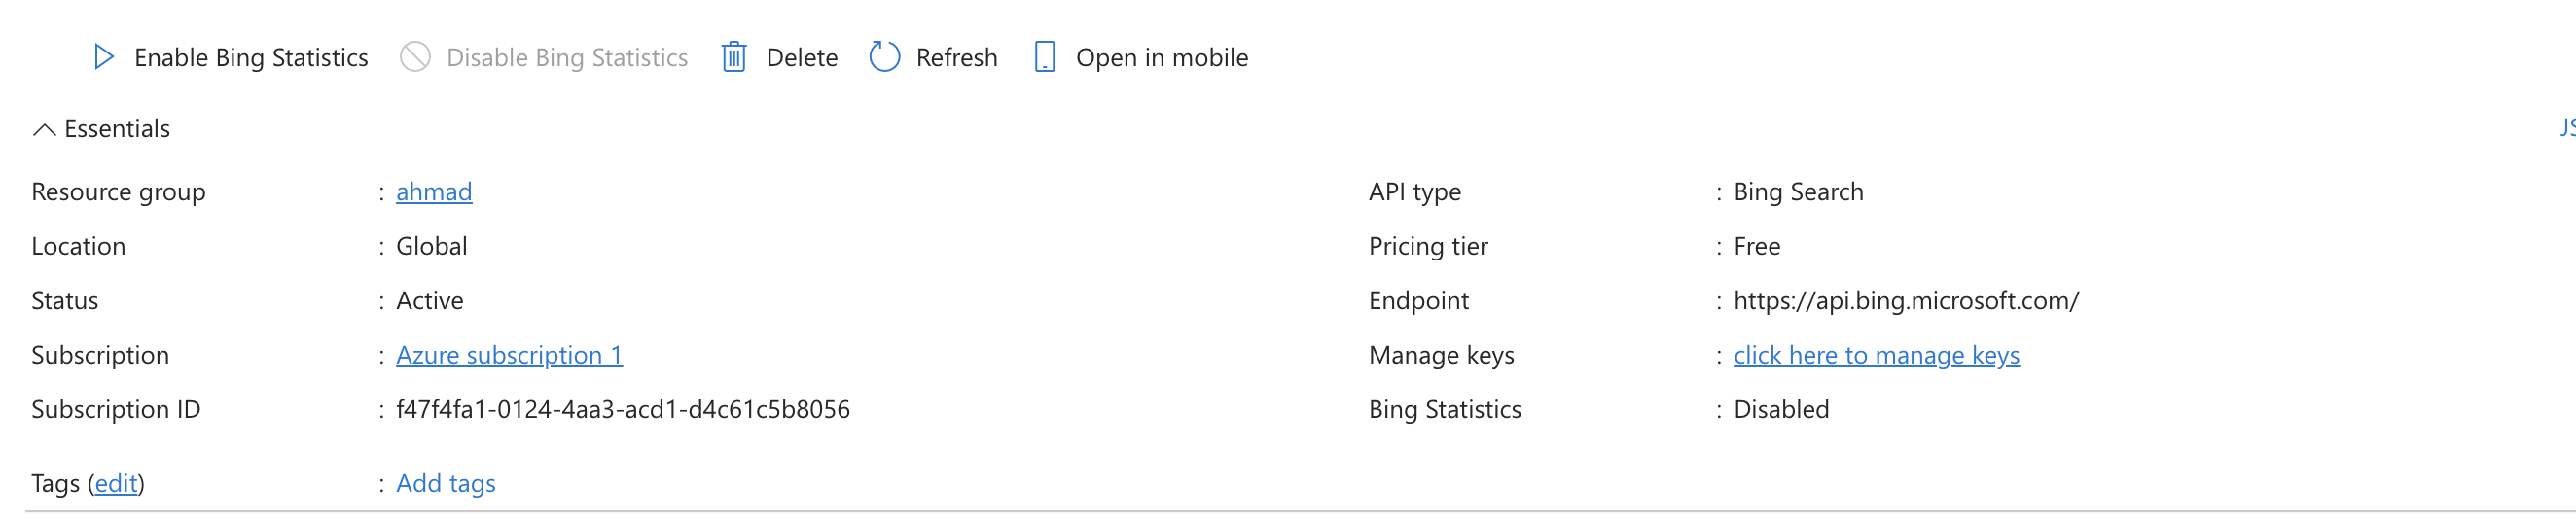 Enable Bing Statistics Disable Bing Statistics Delete Refresh Open in mobile
Essentials JS
Resource group : ahmad API type : Bing Search
Location : Global Pricing tier : Free
Status : Active Endpoint : https://api.bing.microsoft.com/
Subscription : Azure subscription 1 Manage keys : click here to manage keys
Subscription ID : f47f4fa1-0124-4aa3-acd1-d4c61c5b8056 Bing Statistics : Disabled
Tags (edit) : Add tags